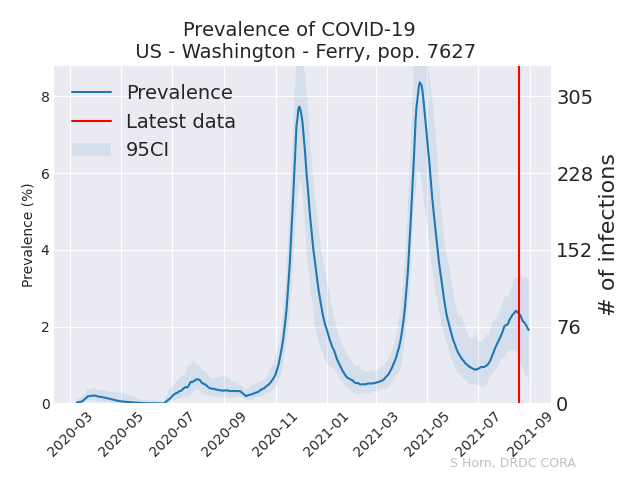 Prevalence of COVID-19
US - Washington - Ferry, pop. 7627
Prevalence
Latest data
95CI
Prevalence (%)
8
6
4
2
0
305
228
152
76
0
# of infections
2020-03
2020-05
2020-07
2020-09
2020-11
2021-01
2021-03
2021-05
2021-07
2021-09
S Horn, DRDC CORA